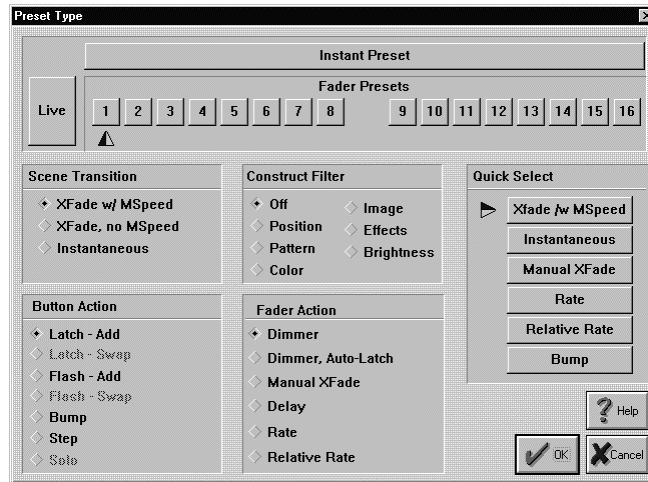 Preset Type
Instant Preset
Live
Fader Presets
1 2 3 4 5 6 7 8 9 10 11 12 13 14 15 16
Scene Transition
XFade w/ MSpeed
XFade, no MSpeed
Instantaneous
Construct Filter
Off
Position
Pattern
Color
Image
Effects
Brightness
Quick Select
Xfade /w MSpeed
Instantaneous
Manual XFade
Rate
Relative Rate
Bump
Button Action
Latch - Add
Latch - Swap
Flash - Add
Flash - Swap
Bump
Step
Solo
Fader Action
Dimmer
Dimmer, Auto-Latch
Manual XFade
Delay
Rate
Relative Rate
Help
OK
Cancel